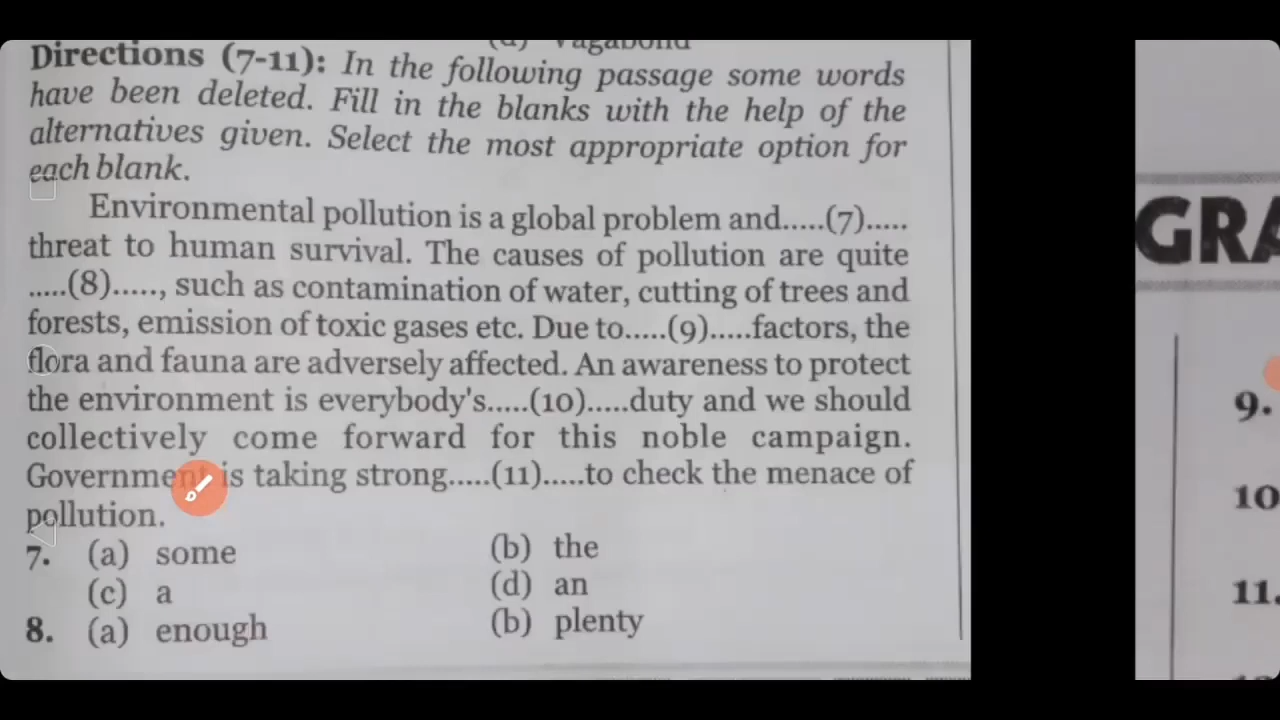 (d) Vagabond
Directions (7-11): In the following passage some words
have been deleted. Fill in the blanks with the help of the
alternatives given. Select the most appropriate option for
each blank.
Environmental pollution is a global problem and.....(7).....
threat to human survival. The causes of pollution are quite
.....(8)....., such as contamination of water, cutting of trees and
forests, emission of toxic gases etc. Due to.....(9).....factors, the
flora and fauna are adversely affected. An awareness to protect
the environment is everybody's.....(10).....duty and we should
collectively come forward for this noble campaign.
Government is taking strong.....(11).....to check the menace of
pollution.
7. (a) some (b) the
(c) a (d) an
8. (a) enough (b) plenty
GRA
9.
10
11.